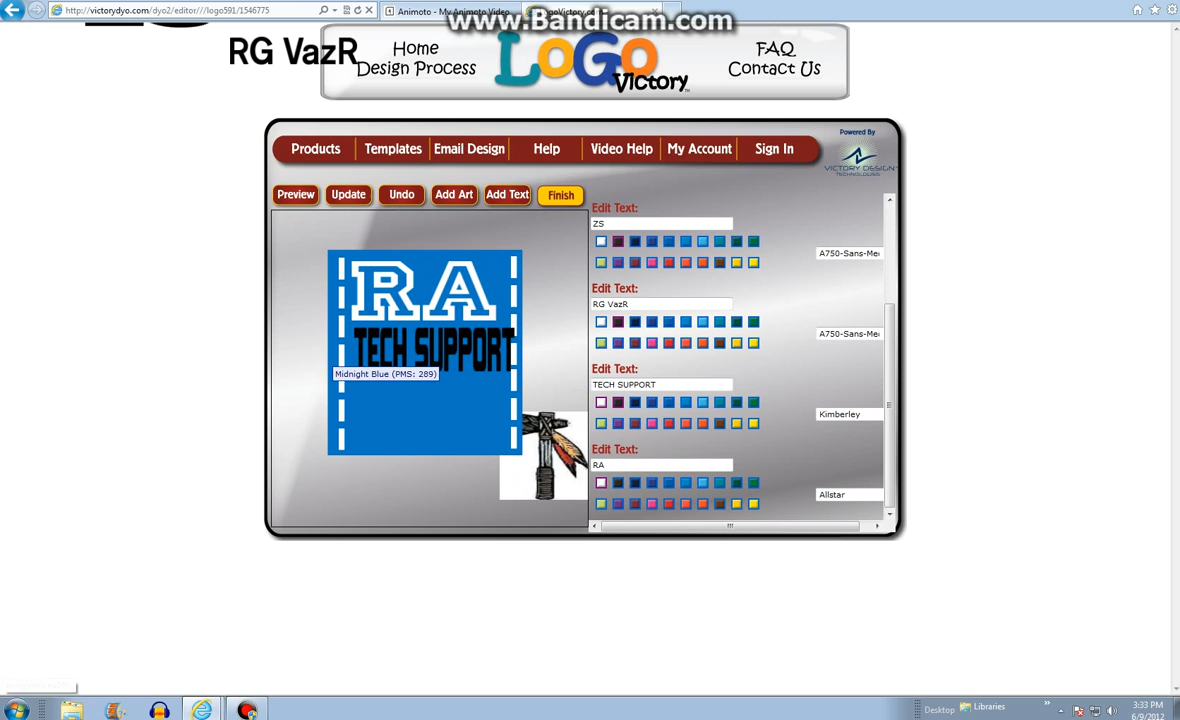 http://victorydyo.com/dyo2/editor///logo591/1546775
Animoto - My Animoto Video
www.Bandicam.com
RG VazR
Home
Design Process
LOGO
Victory™
FAQ
Contact Us
Products
Templates
Email Design
Help
Video Help
My Account
Sign In
Powered By
VICTORY DESIGN
TECHNOLOGIES
Preview
Update
Undo
Add Art
Add Text
Finish
RA
TECH SUPPORT
Midnight Blue (PMS: 289)
Edit Text:
ZS
A750-Sans-Me
Edit Text:
RG VazR
A750-Sans-Me
Edit Text:
TECH SUPPORT
Kimberley
Edit Text:
RA
Allstar
Desktop
Libraries
3:33 PM
6/9/2012